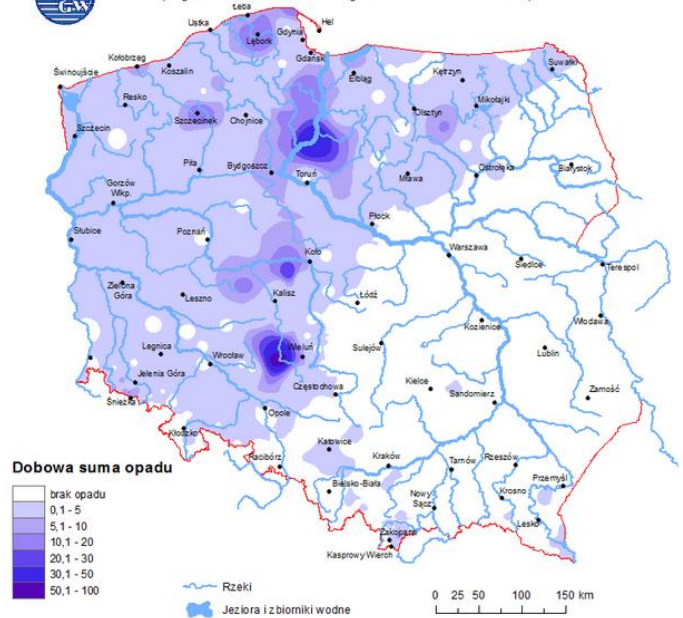 Łeba
Ustka
Lębork
Gdynia
Hel
Gdańsk
Kołobrzeg
Koszalin
Elbląg
Kętrzyn
Suwałki
Świnoujście
Resko
Szczecinek
Chojnice
Olsztyn
Mikołajki
Szczecin
Piła
Bydgoszcz
Toruń
Mława
Ostrołęka
Białystok
Gorzów
Wlkp.
Płock
Słubice
Poznań
Koło
Warszawa
Siedlce
Terespol
Zielona
Góra
Leszno
Kalisz
Łódź
Kozienice
Włodawa
Legnica
Wrocław
Wieluń
Sulejów
Lublin
Jelenia Góra
Śnieżka
Częstochowa
Kielce
Sandomierz
Zamość
Opole
Kłodzko
Katowice
Racibórz
Kraków
Tarnów
Rzeszów
Przemyśl
Bielsko-Biała
Nowy
Sącz
Krosno
Lesko
Zakopane
Kasprowy Wierch
Dobowa suma opadu
brak opadu
0,1 - 5
5,1 - 10
10,1 - 20
20,1 - 30
30,1 - 50
50,1 - 100
Rzeki
Jeziora i zbiorniki wodne
0 25 50 100 150 km